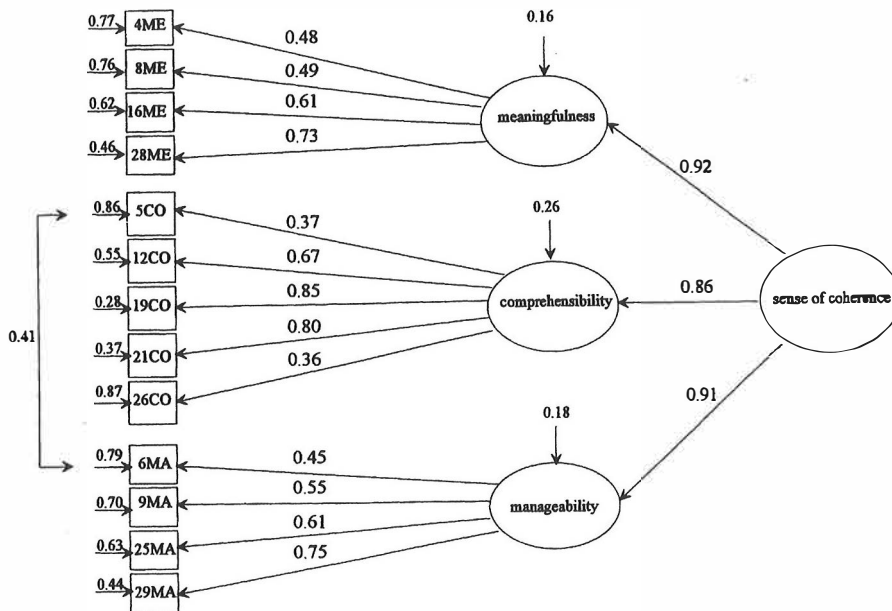 0.77 4ME
0.48
0.16
0.76 8ME
0.49
0.62 16ME
0.61
meaningfulness
0.46 28ME
0.73
0.92
0.86 5CO
0.37
0.26
0.55 12CO
0.67
0.28 19CO
0.85
comprehensibility
0.86
sense of coherence
0.41
0.37 21CO
0.80
0.87 26CO
0.36
0.91
0.18
0.79 6MA
0.45
0.70 9MA
0.55
manageability
0.63 25MA
0.61
0.44 29MA
0.75